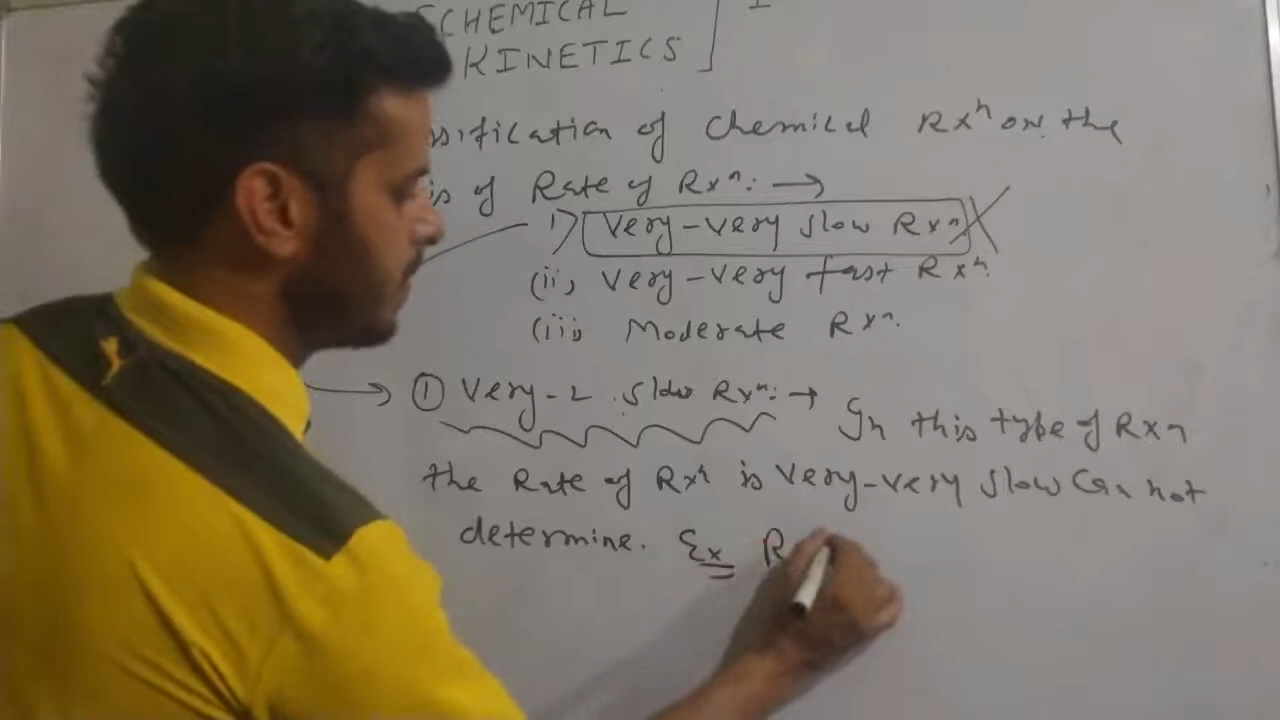 CHEMICAL I
KINETICS ]
ssification of chemical Rxⁿ on the
is of Rate of Rxⁿ: →
i) Very-very slow Rxⁿ
(ii) Very-very fast Rxⁿ.
(iii) Moderate Rxⁿ.
→ ① Very-2 slow Rxⁿ: → In this type of Rxn
the Rate of Rxⁿ is very-very slow Can not
determine. Ex R